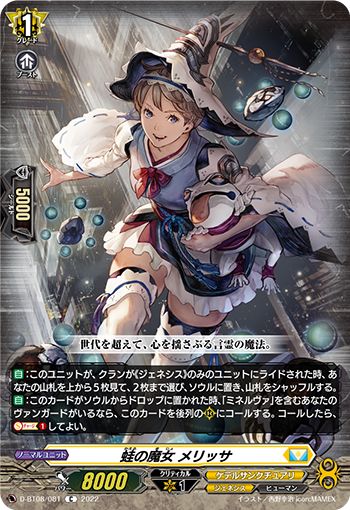 1
グレード
ブースト
5000
シールド
世代を超えて、心を揺さぶる言霊の魔法。
自:このユニットが、クランが《ジェネシス》のみのユニットにライドされた時、あ
なたの山札を上から5枚見て、2枚まで選び、ソウルに置き、山札をシャッフルする。
自:このカードがソウルからドロップに置かれた時、「ミネルヴァ」を含むあなたの
ヴァンガードがいるなら、このカードを後列のRにコールする。コールしたら、
1してよい。
ノーマルユニット
蛙の魔女 メリッサ
パワー
8000
クリティカル
1
ケテルサンクチュアリ
ジェネシス
ヒューマン
D-BT08/081 C 2022
イラスト/西野幸治 icon:MAMEX